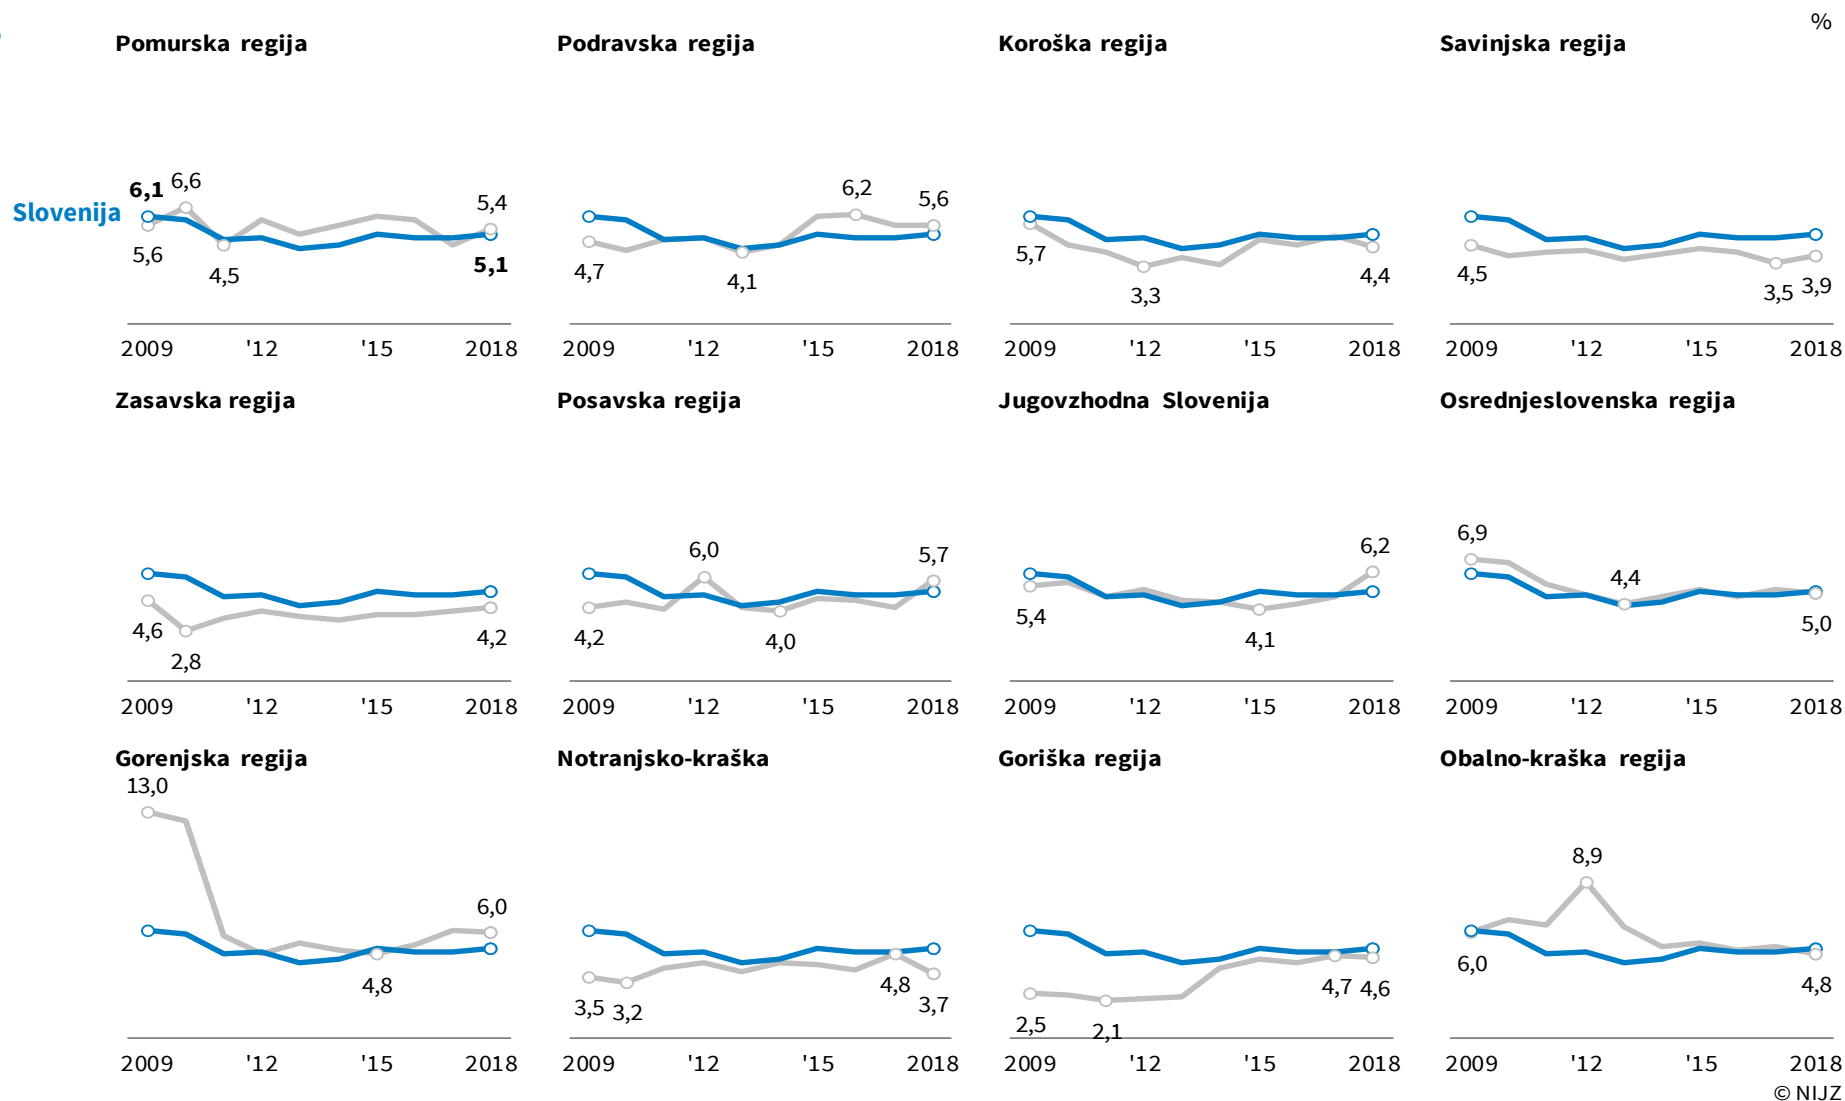 %
Pomurska regija
Podravska regija
Koroška regija
Savinjska regija
Slovenija
6,1
6,6
5,6
4,5
5,4
5,1
4,7
4,1
6,2
5,6
5,7
3,3
4,4
4,5
3,5
3,9
2009 '12 '15 2018
2009 '12 '15 2018
2009 '12 '15 2018
2009 '12 '15 2018
Zasavska regija
Posavska regija
Jugovzhodna Slovenija
Osrednjeslovenska regija
4,6
2,8
4,2
4,2
6,0
4,0
5,7
5,4
4,1
6,2
6,9
4,4
5,0
2009 '12 '15 2018
2009 '12 '15 2018
2009 '12 '15 2018
2009 '12 '15 2018
Gorenjska regija
Notranjsko-kraška
Goriška regija
Obalno-kraška regija
13,0
4,8
6,0
3,5
3,2
4,8
3,7
2,5
2,1
4,7
4,6
6,0
8,9
4,8
2009 '12 '15 2018
2009 '12 '15 2018
2009 '12 '15 2018
2009 '12 '15 2018
© NIJZ